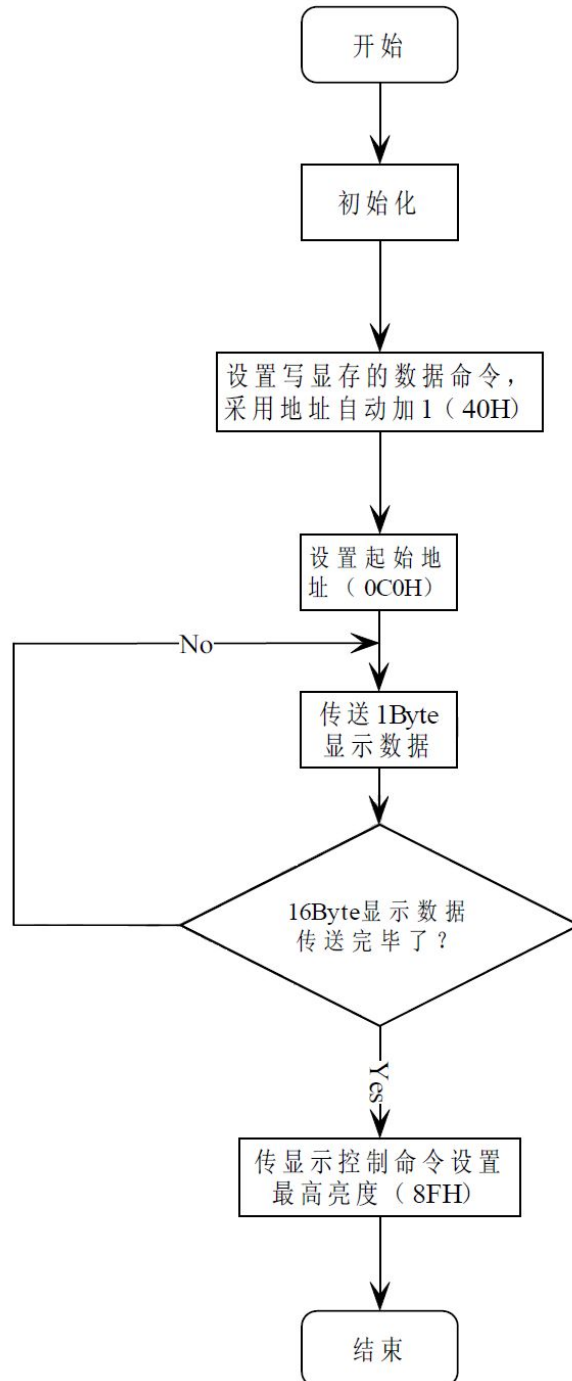 开始
初始化
设置写显存的数据命令，
采用地址自动加1（40H）
设置起始地
址（0C0H）
No
传送1Byte
显示数据
16Byte显示数据
传送完毕了？
Yes
传显示控制命令设置
最高亮度（8FH）
结束